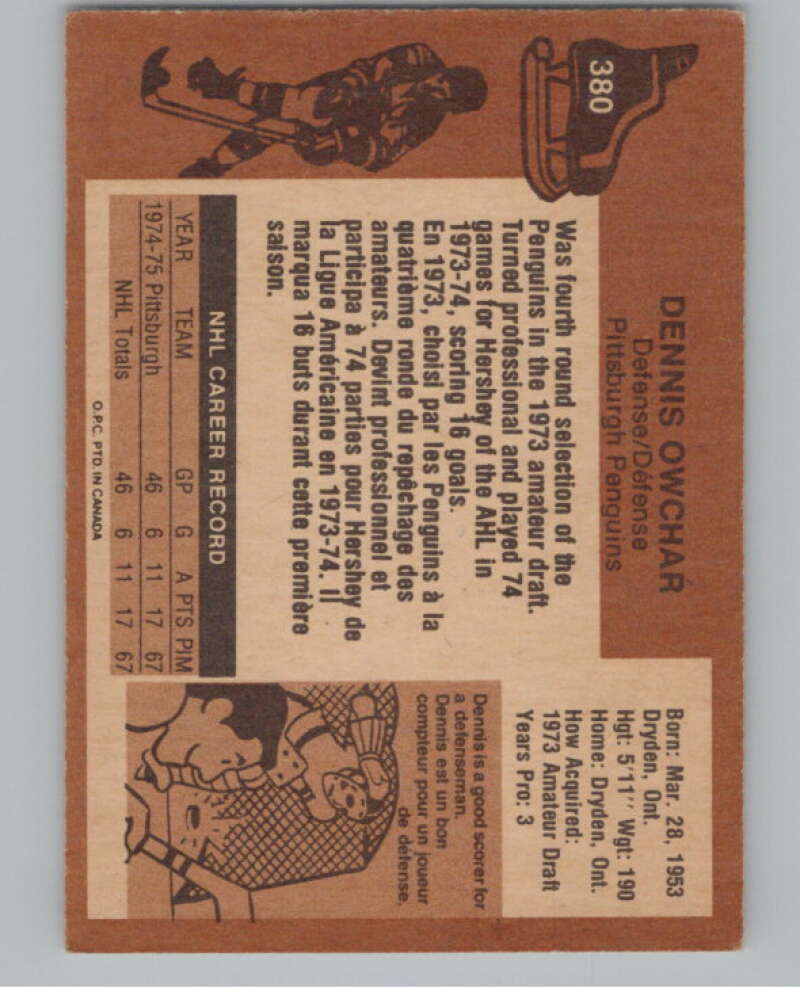 380
DENNIS OWCHAR
Defense/Défense
Pittsburgh Penguins
Born: Mar. 28, 1953
Dryden, Ont.
Hgt: 5'11'' Wgt: 190
Home: Dryden, Ont.
How Acquired:
1973 Amateur Draft
Years Pro: 3
Was fourth round selection of the
Penguins in the 1973 amateur draft.
Turned professional and played 74
games for Hershey of the AHL in
1973-74, scoring 16 goals.
En 1973, choisi par les Penguins à la
quatrième ronde du repêchage des
amateurs. Devint professionnel et
participa à 74 parties pour Hershey de
la Ligue Américaine en 1973-74. Il
marqua 16 buts durant cette première
saison.
Dennis is a good scorer for
a defenseman.
Dennis est un bon
compteur pour un joueur
de défense.
NHL CAREER RECORD
YEAR TEAM GP G A PTS PIM
1974-75 Pittsburgh 46 6 11 17 67
NHL Totals 46 6 11 17 67
O.P.C. PTD. IN CANADA